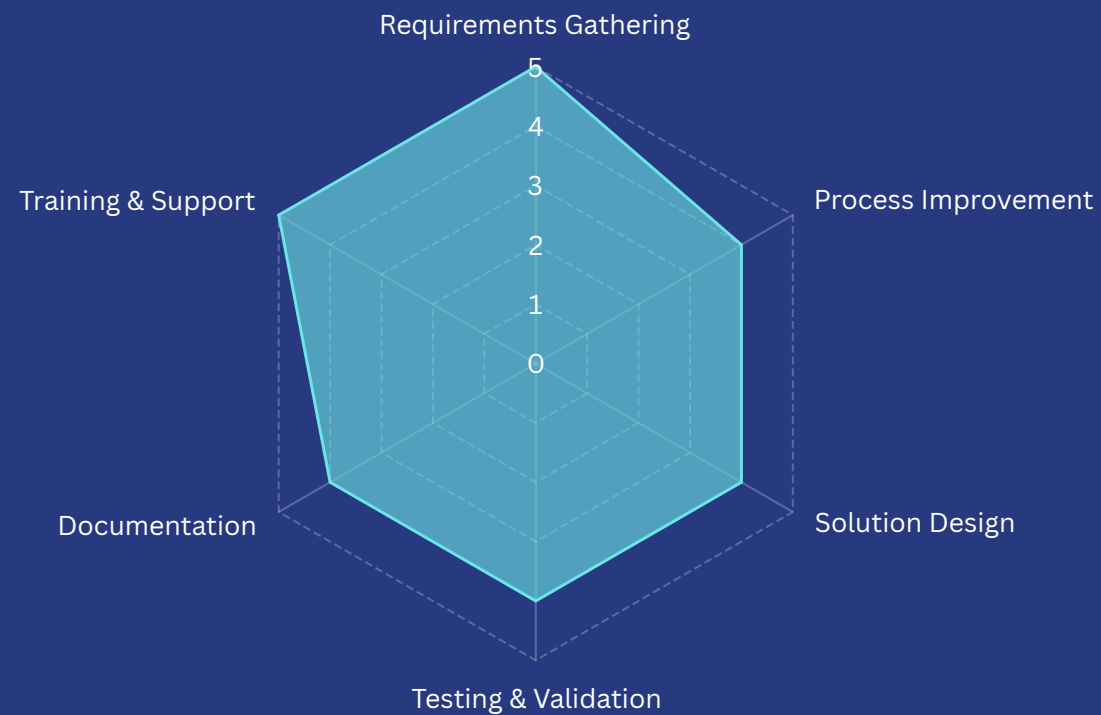 Requirements Gathering
5
4
Training & Support
3
Process Improvement
2
1
0
Documentation
Solution Design
Testing & Validation